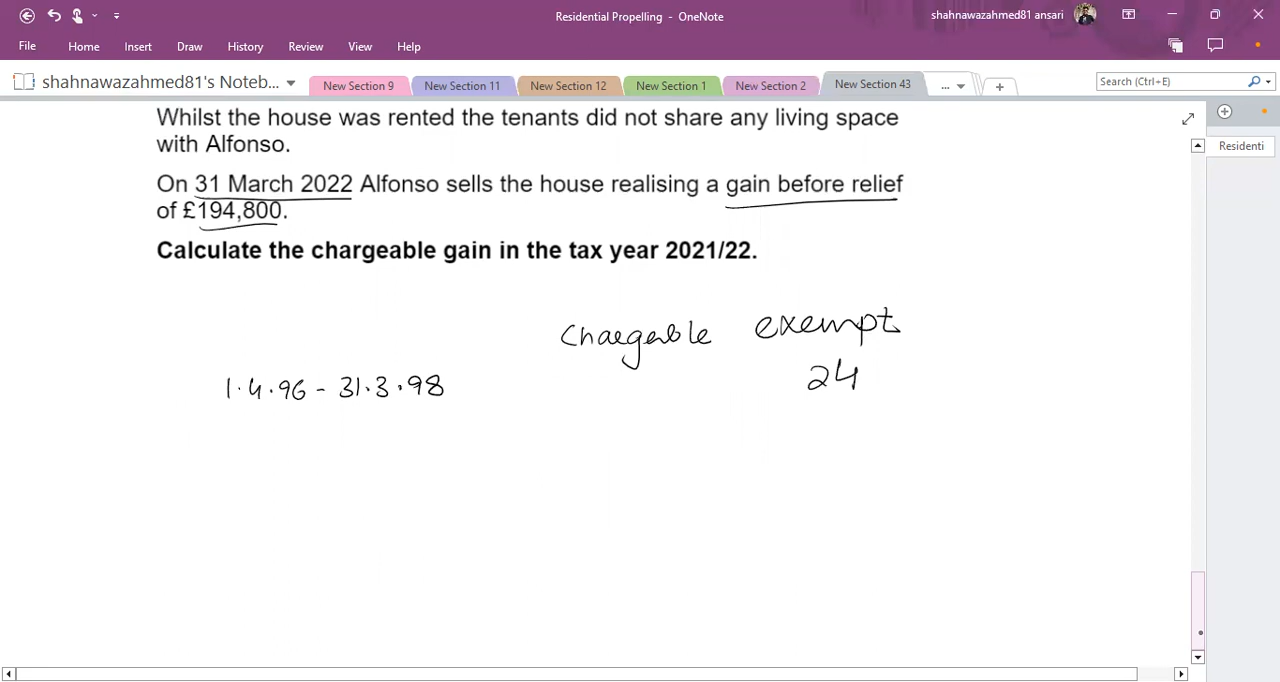 Residential Propelling - OneNote
shahnawazahmed81 ansari
File Home Insert Draw History Review View Help
shahnawazahmed81's Noteb...
New Section 9
New Section 11
New Section 12
New Section 1
New Section 2
New Section 43
...
Search (Ctrl+E)
Residenti
Whilst the house was rented the tenants did not share any living space
with Alfonso.
On 31 March 2022 Alfonso sells the house realising a gain before relief
of £194,800.
Calculate the chargeable gain in the tax year 2021/22.
Chargeable exempt
1.4.96 - 31.3.98 24